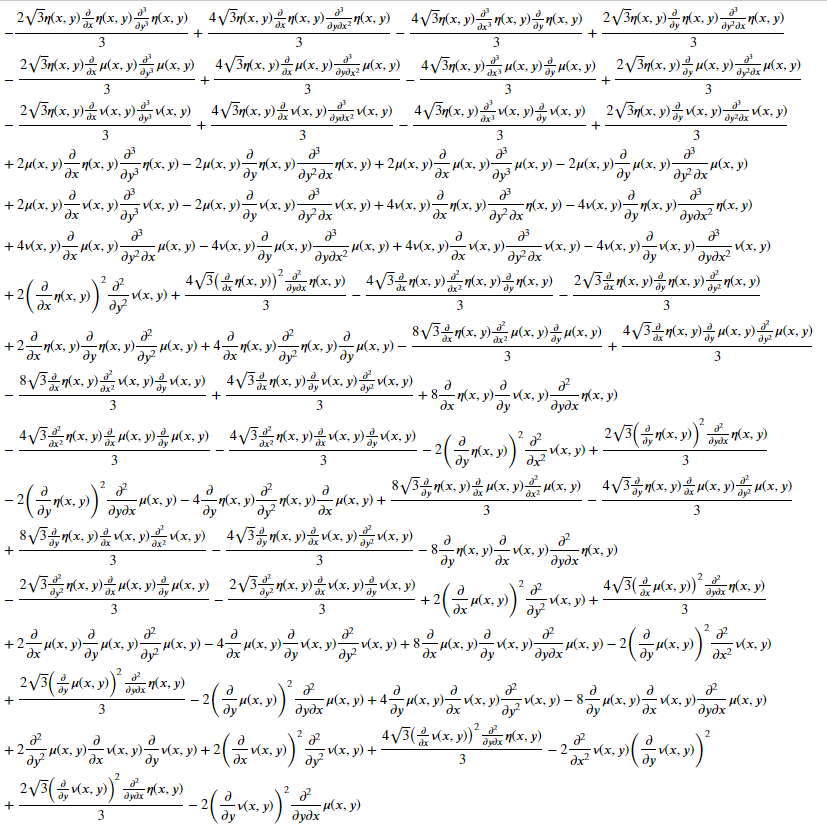 $-\frac{2\sqrt{3}\eta(x,y)\frac{\partial}{\partial x}\eta(x,y)\frac{\partial^3}{\partial y^3}\eta(x,y)}{3}+\frac{4\sqrt{3}\eta(x,y)\frac{\partial}{\partial x}\eta(x,y)\frac{\partial^3}{\partial y\partial x^2}\eta(x,y)}{3}-\frac{4\sqrt{3}\eta(x,y)\frac{\partial^3}{\partial x^3}\eta(x,y)\frac{\partial}{\partial y}\eta(x,y)}{3}+\frac{2\sqrt{3}\eta(x,y)\frac{\partial}{\partial y}\eta(x,y)\frac{\partial^3}{\partial y^2\partial x}\eta(x,y)}{3}$
$-\frac{2\sqrt{3}\eta(x,y)\frac{\partial}{\partial x}\mu(x,y)\frac{\partial^3}{\partial y^3}\mu(x,y)}{3}+\frac{4\sqrt{3}\eta(x,y)\frac{\partial}{\partial x}\mu(x,y)\frac{\partial^3}{\partial y\partial x^2}\mu(x,y)}{3}-\frac{4\sqrt{3}\eta(x,y)\frac{\partial^3}{\partial x^3}\mu(x,y)\frac{\partial}{\partial y}\mu(x,y)}{3}+\frac{2\sqrt{3}\eta(x,y)\frac{\partial}{\partial y}\mu(x,y)\frac{\partial^3}{\partial y^2\partial x}\mu(x,y)}{3}$
$-\frac{2\sqrt{3}\eta(x,y)\frac{\partial}{\partial x}\nu(x,y)\frac{\partial^3}{\partial y^3}\nu(x,y)}{3}+\frac{4\sqrt{3}\eta(x,y)\frac{\partial}{\partial x}\nu(x,y)\frac{\partial^3}{\partial y\partial x^2}\nu(x,y)}{3}-\frac{4\sqrt{3}\eta(x,y)\frac{\partial^3}{\partial x^3}\nu(x,y)\frac{\partial}{\partial y}\nu(x,y)}{3}+\frac{2\sqrt{3}\eta(x,y)\frac{\partial}{\partial y}\nu(x,y)\frac{\partial^3}{\partial y^2\partial x}\nu(x,y)}{3}$
$+2\mu(x,y)\frac{\partial}{\partial x}\eta(x,y)\frac{\partial^3}{\partial y^3}\eta(x,y)-2\mu(x,y)\frac{\partial}{\partial y}\eta(x,y)\frac{\partial^3}{\partial y^2\partial x}\eta(x,y)+2\mu(x,y)\frac{\partial}{\partial x}\mu(x,y)\frac{\partial^3}{\partial y^3}\mu(x,y)-2\mu(x,y)\frac{\partial}{\partial y}\mu(x,y)\frac{\partial^3}{\partial y^2\partial x}\mu(x,y)$
$+2\mu(x,y)\frac{\partial}{\partial x}\nu(x,y)\frac{\partial^3}{\partial y^3}\nu(x,y)-2\mu(x,y)\frac{\partial}{\partial y}\nu(x,y)\frac{\partial^3}{\partial y^2\partial x}\nu(x,y)+4\nu(x,y)\frac{\partial}{\partial x}\eta(x,y)\frac{\partial^3}{\partial y^2\partial x}\eta(x,y)-4\nu(x,y)\frac{\partial}{\partial y}\eta(x,y)\frac{\partial^3}{\partial y\partial x^2}\eta(x,y)$
$+4\nu(x,y)\frac{\partial}{\partial x}\mu(x,y)\frac{\partial^3}{\partial y^2\partial x}\mu(x,y)-4\nu(x,y)\frac{\partial}{\partial y}\mu(x,y)\frac{\partial^3}{\partial y\partial x^2}\mu(x,y)+4\nu(x,y)\frac{\partial}{\partial x}\nu(x,y)\frac{\partial^3}{\partial y^2\partial x}\nu(x,y)-4\nu(x,y)\frac{\partial}{\partial y}\nu(x,y)\frac{\partial^3}{\partial y\partial x^2}\nu(x,y)$
$+2\left(\frac{\partial}{\partial x}\eta(x,y)\right)^2\frac{\partial^2}{\partial y^2}\nu(x,y)+\frac{4\sqrt{3}\left(\frac{\partial}{\partial x}\eta(x,y)\right)^2\frac{\partial^2}{\partial y\partial x}\eta(x,y)}{3}-\frac{4\sqrt{3}\frac{\partial}{\partial x}\eta(x,y)\frac{\partial^2}{\partial x^2}\eta(x,y)\frac{\partial}{\partial y}\eta(x,y)}{3}-\frac{2\sqrt{3}\frac{\partial}{\partial x}\eta(x,y)\frac{\partial}{\partial y}\eta(x,y)\frac{\partial^2}{\partial y^2}\eta(x,y)}{3}$
$+2\frac{\partial}{\partial x}\eta(x,y)\frac{\partial}{\partial y}\eta(x,y)\frac{\partial^2}{\partial y^2}\mu(x,y)+4\frac{\partial}{\partial x}\eta(x,y)\frac{\partial^2}{\partial y^2}\eta(x,y)\frac{\partial}{\partial y}\mu(x,y)-\frac{8\sqrt{3}\frac{\partial}{\partial x}\eta(x,y)\frac{\partial^2}{\partial x^2}\mu(x,y)\frac{\partial}{\partial y}\mu(x,y)}{3}+\frac{4\sqrt{3}\frac{\partial}{\partial x}\eta(x,y)\frac{\partial}{\partial y}\mu(x,y)\frac{\partial^2}{\partial y^2}\mu(x,y)}{3}$
$-\frac{8\sqrt{3}\frac{\partial}{\partial x}\eta(x,y)\frac{\partial^2}{\partial x^2}\nu(x,y)\frac{\partial}{\partial y}\nu(x,y)}{3}+\frac{4\sqrt{3}\frac{\partial}{\partial x}\eta(x,y)\frac{\partial}{\partial y}\nu(x,y)\frac{\partial^2}{\partial y^2}\nu(x,y)}{3}+8\frac{\partial}{\partial x}\eta(x,y)\frac{\partial}{\partial y}\nu(x,y)\frac{\partial^2}{\partial y\partial x}\eta(x,y)$
$-\frac{4\sqrt{3}\frac{\partial^2}{\partial x^2}\eta(x,y)\frac{\partial}{\partial x}\mu(x,y)\frac{\partial}{\partial y}\mu(x,y)}{3}-\frac{4\sqrt{3}\frac{\partial^2}{\partial x^2}\eta(x,y)\frac{\partial}{\partial x}\nu(x,y)\frac{\partial}{\partial y}\nu(x,y)}{3}-2\left(\frac{\partial}{\partial y}\eta(x,y)\right)^2\frac{\partial^2}{\partial x^2}\nu(x,y)+\frac{2\sqrt{3}\left(\frac{\partial}{\partial y}\eta(x,y)\right)^2\frac{\partial^2}{\partial y\partial x}\eta(x,y)}{3}$
$-2\left(\frac{\partial}{\partial y}\eta(x,y)\right)^2\frac{\partial^2}{\partial y\partial x}\mu(x,y)-4\frac{\partial}{\partial y}\eta(x,y)\frac{\partial^2}{\partial y^2}\eta(x,y)\frac{\partial}{\partial x}\mu(x,y)+\frac{8\sqrt{3}\frac{\partial}{\partial y}\eta(x,y)\frac{\partial}{\partial x}\mu(x,y)\frac{\partial^2}{\partial x^2}\mu(x,y)}{3}-\frac{4\sqrt{3}\frac{\partial}{\partial y}\eta(x,y)\frac{\partial}{\partial x}\mu(x,y)\frac{\partial^2}{\partial y^2}\mu(x,y)}{3}$
$+\frac{8\sqrt{3}\frac{\partial}{\partial y}\eta(x,y)\frac{\partial}{\partial x}\nu(x,y)\frac{\partial^2}{\partial x^2}\nu(x,y)}{3}-\frac{4\sqrt{3}\frac{\partial}{\partial y}\eta(x,y)\frac{\partial}{\partial x}\nu(x,y)\frac{\partial^2}{\partial y^2}\nu(x,y)}{3}-8\frac{\partial}{\partial y}\eta(x,y)\frac{\partial}{\partial x}\nu(x,y)\frac{\partial^2}{\partial y\partial x}\eta(x,y)$
$-\frac{2\sqrt{3}\frac{\partial^2}{\partial y^2}\eta(x,y)\frac{\partial}{\partial x}\mu(x,y)\frac{\partial}{\partial y}\mu(x,y)}{3}-\frac{2\sqrt{3}\frac{\partial^2}{\partial y^2}\eta(x,y)\frac{\partial}{\partial x}\nu(x,y)\frac{\partial}{\partial y}\nu(x,y)}{3}+2\left(\frac{\partial}{\partial x}\mu(x,y)\right)^2\frac{\partial^2}{\partial y^2}\nu(x,y)+\frac{4\sqrt{3}\left(\frac{\partial}{\partial x}\mu(x,y)\right)^2\frac{\partial^2}{\partial y\partial x}\eta(x,y)}{3}$
$+2\frac{\partial}{\partial x}\mu(x,y)\frac{\partial}{\partial y}\mu(x,y)\frac{\partial^2}{\partial y^2}\mu(x,y)-4\frac{\partial}{\partial x}\mu(x,y)\frac{\partial}{\partial y}\nu(x,y)\frac{\partial^2}{\partial y^2}\nu(x,y)+8\frac{\partial}{\partial x}\mu(x,y)\frac{\partial}{\partial y}\nu(x,y)\frac{\partial^2}{\partial y\partial x}\mu(x,y)-2\left(\frac{\partial}{\partial y}\mu(x,y)\right)^2\frac{\partial^2}{\partial x^2}\nu(x,y)$
$+\frac{2\sqrt{3}\left(\frac{\partial}{\partial y}\mu(x,y)\right)^2\frac{\partial^2}{\partial y\partial x}\eta(x,y)}{3}-2\left(\frac{\partial}{\partial y}\mu(x,y)\right)^2\frac{\partial^2}{\partial y\partial x}\mu(x,y)+4\frac{\partial}{\partial y}\mu(x,y)\frac{\partial}{\partial x}\nu(x,y)\frac{\partial^2}{\partial y^2}\nu(x,y)-8\frac{\partial}{\partial y}\mu(x,y)\frac{\partial}{\partial x}\nu(x,y)\frac{\partial^2}{\partial y\partial x}\mu(x,y)$
$+2\frac{\partial^2}{\partial y^2}\mu(x,y)\frac{\partial}{\partial x}\nu(x,y)\frac{\partial}{\partial y}\nu(x,y)+2\left(\frac{\partial}{\partial x}\nu(x,y)\right)^2\frac{\partial^2}{\partial y^2}\nu(x,y)+\frac{4\sqrt{3}\left(\frac{\partial}{\partial x}\nu(x,y)\right)^2\frac{\partial^2}{\partial y\partial x}\eta(x,y)}{3}-2\frac{\partial^2}{\partial x^2}\nu(x,y)\left(\frac{\partial}{\partial y}\nu(x,y)\right)^2$
$+\frac{2\sqrt{3}\left(\frac{\partial}{\partial y}\nu(x,y)\right)^2\frac{\partial^2}{\partial y\partial x}\eta(x,y)}{3}-2\left(\frac{\partial}{\partial y}\nu(x,y)\right)^2\frac{\partial^2}{\partial y\partial x}\mu(x,y)$